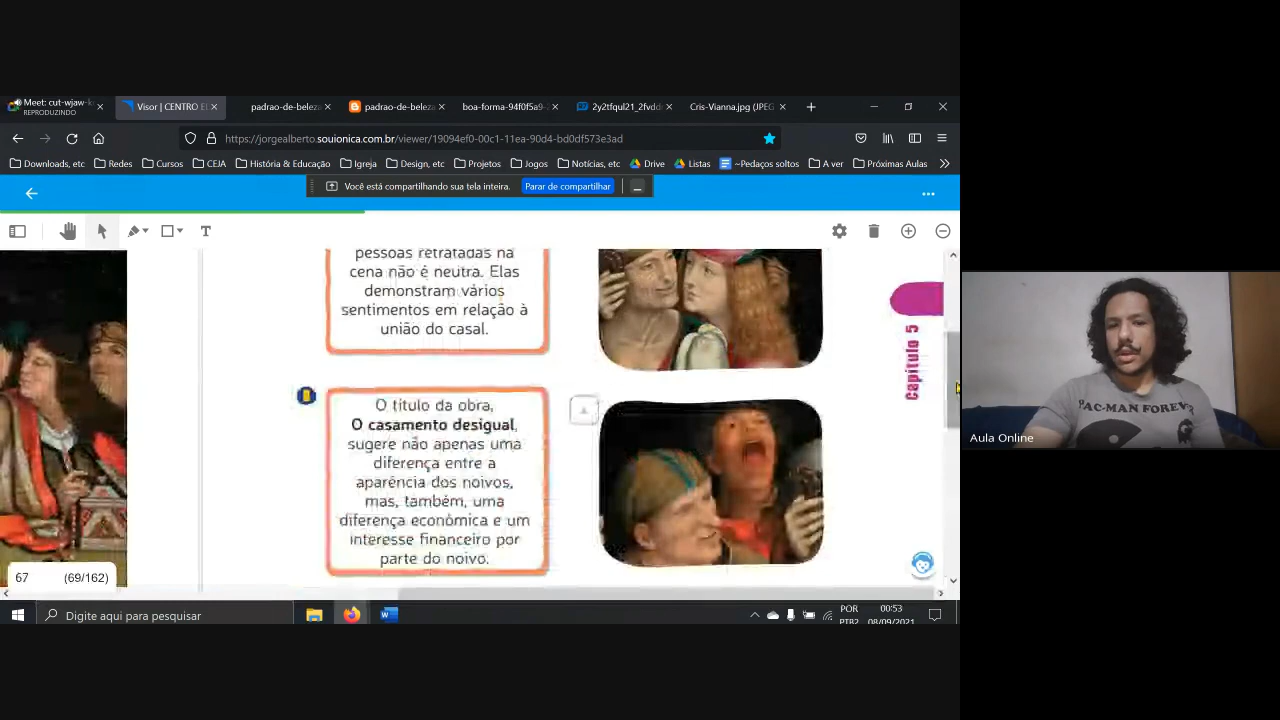 Meet: cut-wjaw-k
REPRODUZINDO
Visor | CENTRO E
padrao-de-beleza
padrao-de-beleza
boa-forma-94f0f5a9-
2y2tfqul21_2fvdd
Cris-Vianna.jpg (JPEG
https://jorgealberto.souionica.com.br/viewer/19094ef0-00c1-11ea-90d4-bd0df573e3ad
Downloads, etc
Redes
Cursos
CEJA
História & Educação
Igreja
Design, etc
Projetos
Jogos
Notícias, etc
Drive
Listas
~Pedaços soltos
A ver
Próximas Aulas
Você está compartilhando sua tela inteira.
Parar de compartilhar
T
pessoas retratadas na
cena não é neutra. Elas
demonstram vários
sentimentos em relação à
união do casal.
Capítulo 5
O título da obra,
O casamento desigual,
sugere não apenas uma
diferença entre a
aparência dos noivos,
mas, também, uma
diferença econômica e um
interesse financeiro por
parte do noivo.
67 (69/162)
Digite aqui para pesquisar
POR
PTB2
00:53
08/09/2021
PAC-MAN FOREV
Aula Online